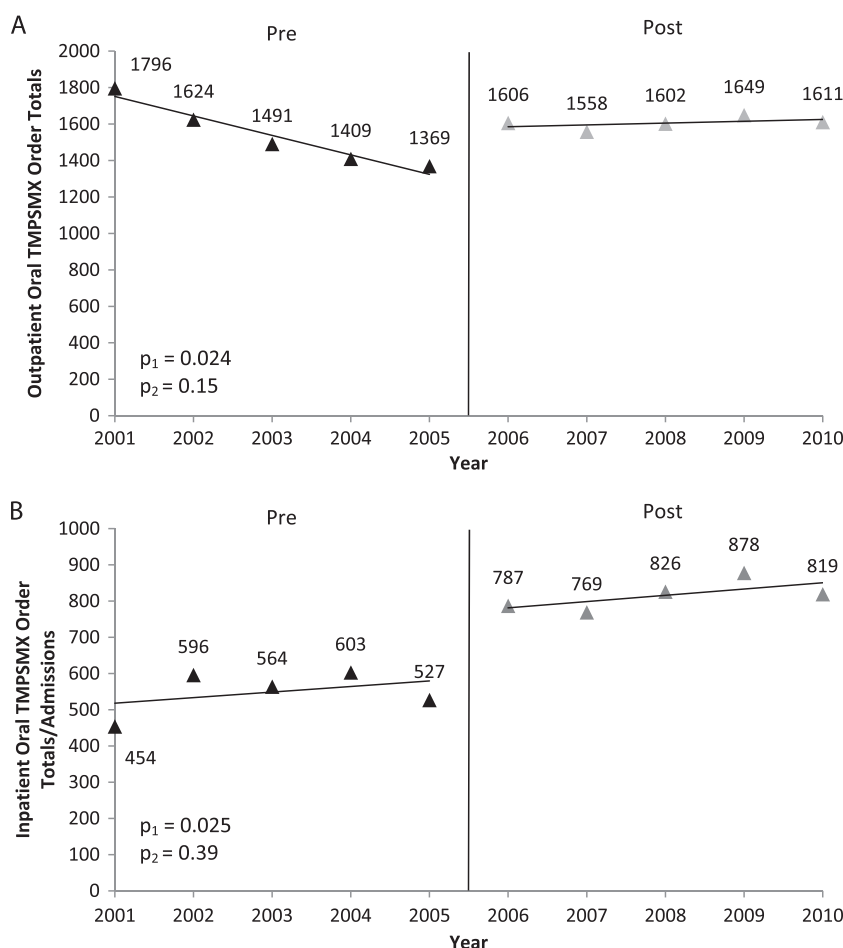 A
Pre
Post
Outpatient Oral TMPSMX Order Totals
2000
1800
1600
1400
1200
1000
800
600
400
200
0
1796
1624
1491
1409
1369
1606
1558
1602
1649
1611
p₁ = 0.024
p₂ = 0.15
2001 2002 2003 2004 2005 2006 2007 2008 2009 2010
Year
B
Pre
Post
Inpatient Oral TMPSMX Order
Totals/Admissions
1000
900
800
700
600
500
400
300
200
100
0
454
596
564
603
527
787
769
826
878
819
p₁ = 0.025
p₂ = 0.39
2001 2002 2003 2004 2005 2006 2007 2008 2009 2010
Year